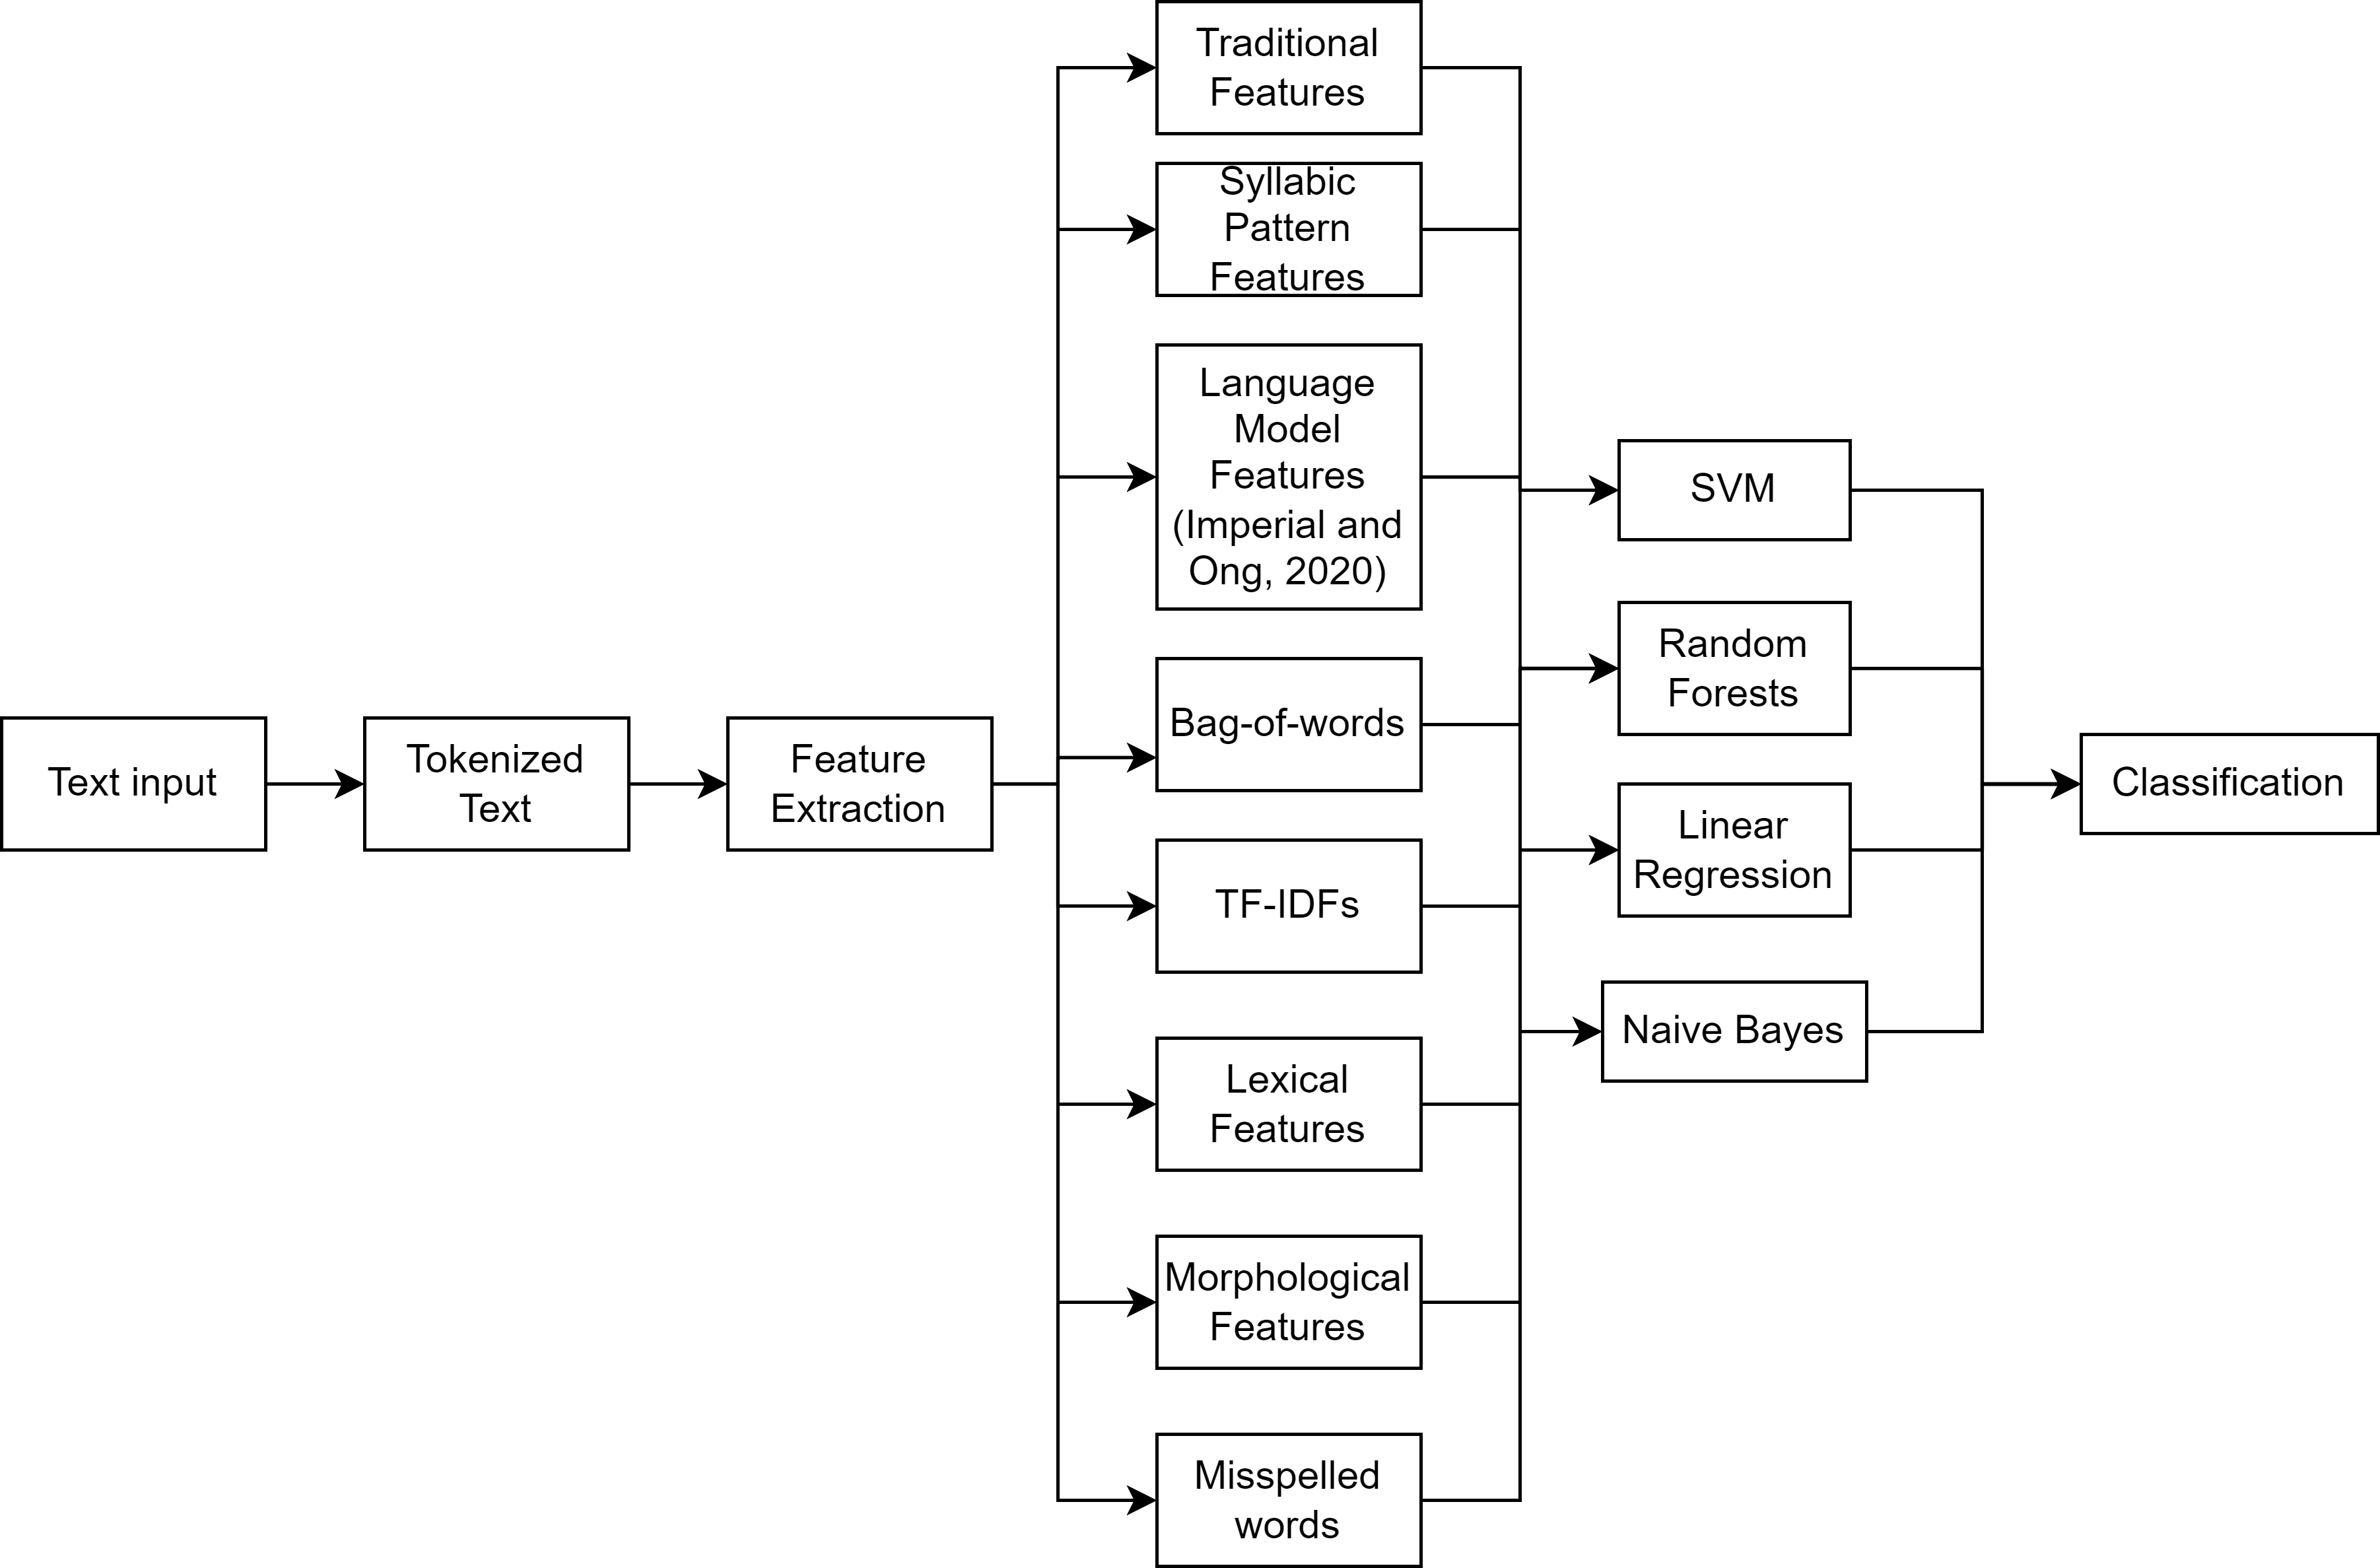 Text input
Tokenized
Text
Feature
Extraction
Traditional
Features
Syllabic
Pattern
Features
Language
Model
Features
(Imperial and
Ong, 2020)
Bag-of-words
TF-IDFs
Lexical
Features
Morphological
Features
Misspelled
words
SVM
Random
Forests
Linear
Regression
Naive Bayes
Classification